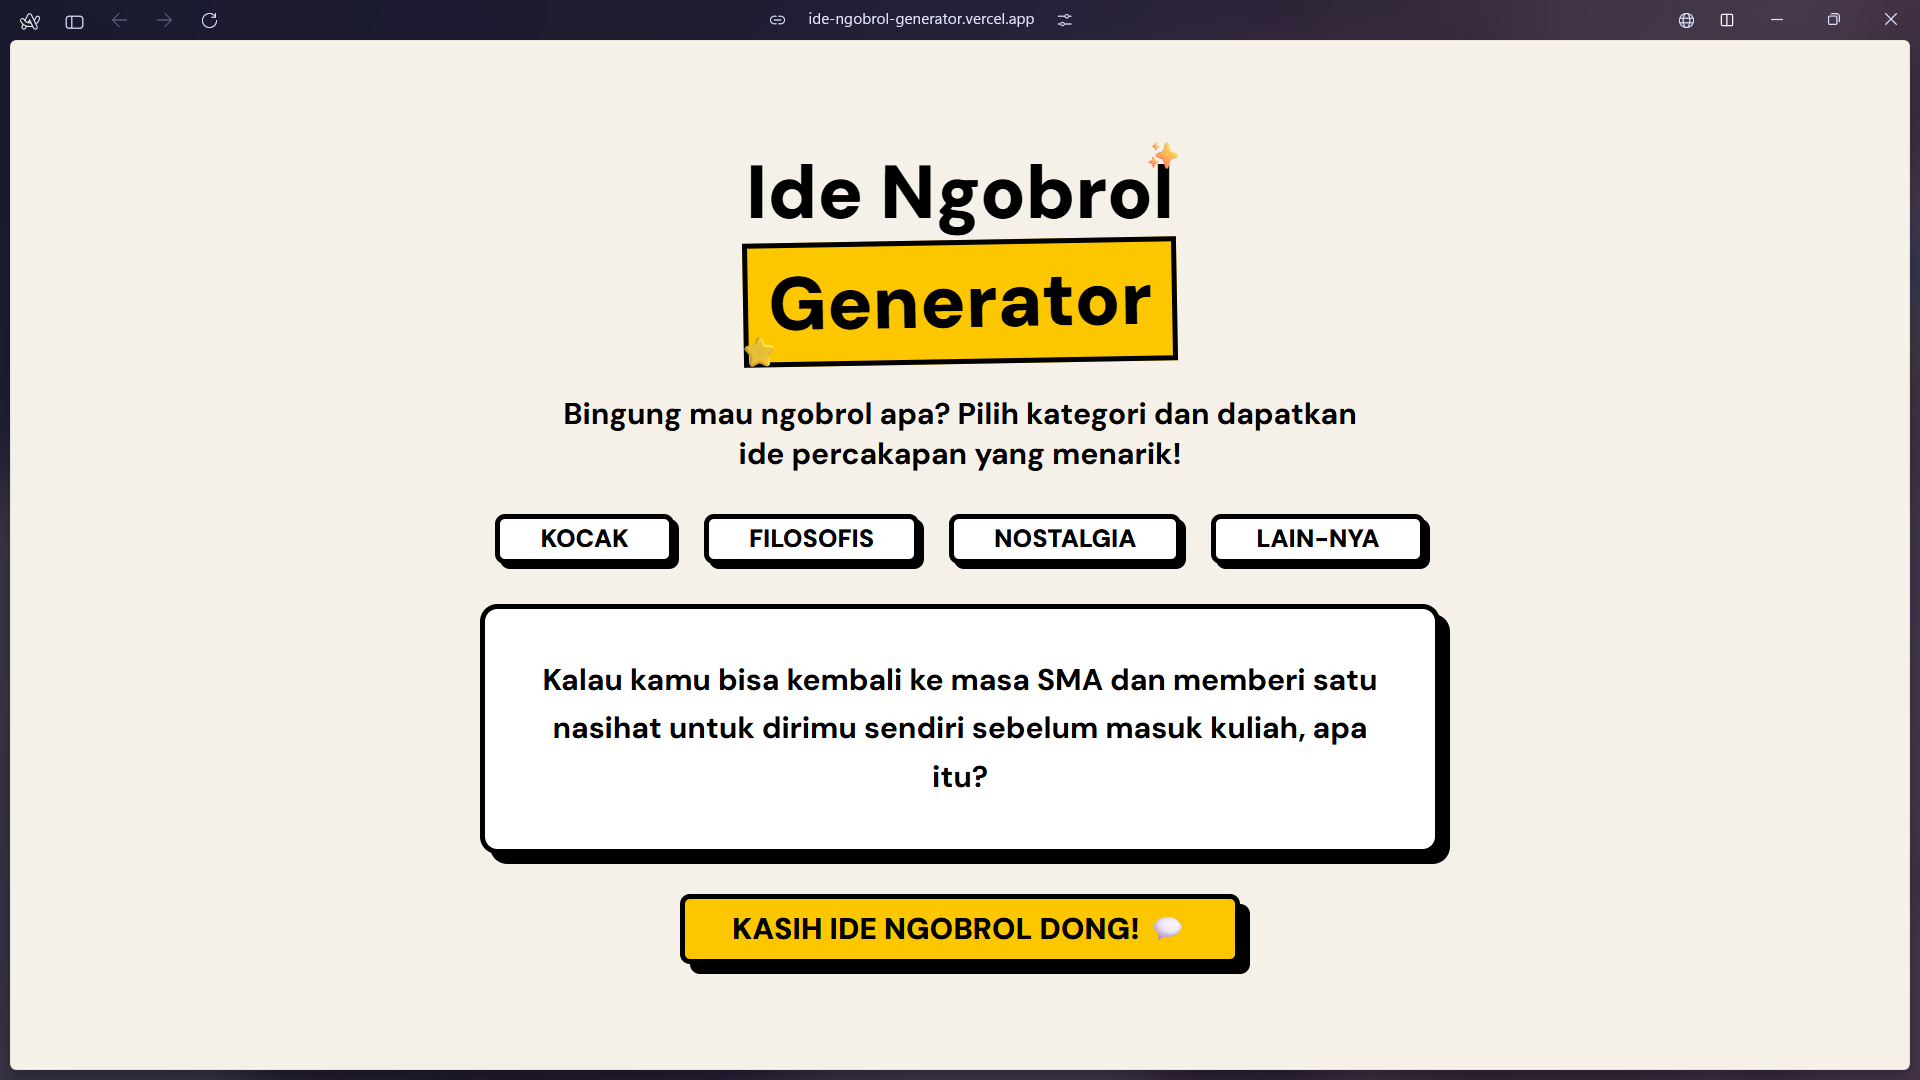 ide-ngobrol-generator.vercel.app
Ide Ngobrol
Generator
Bingung mau ngobrol apa? Pilih kategori dan dapatkan
ide percakapan yang menarik!
KOCAK
FILOSOFIS
NOSTALGIA
LAIN-NYA
Kalau kamu bisa kembali ke masa SMA dan memberi satu
nasihat untuk dirimu sendiri sebelum masuk kuliah, apa
itu?
KASIH IDE NGOBROL DONG!